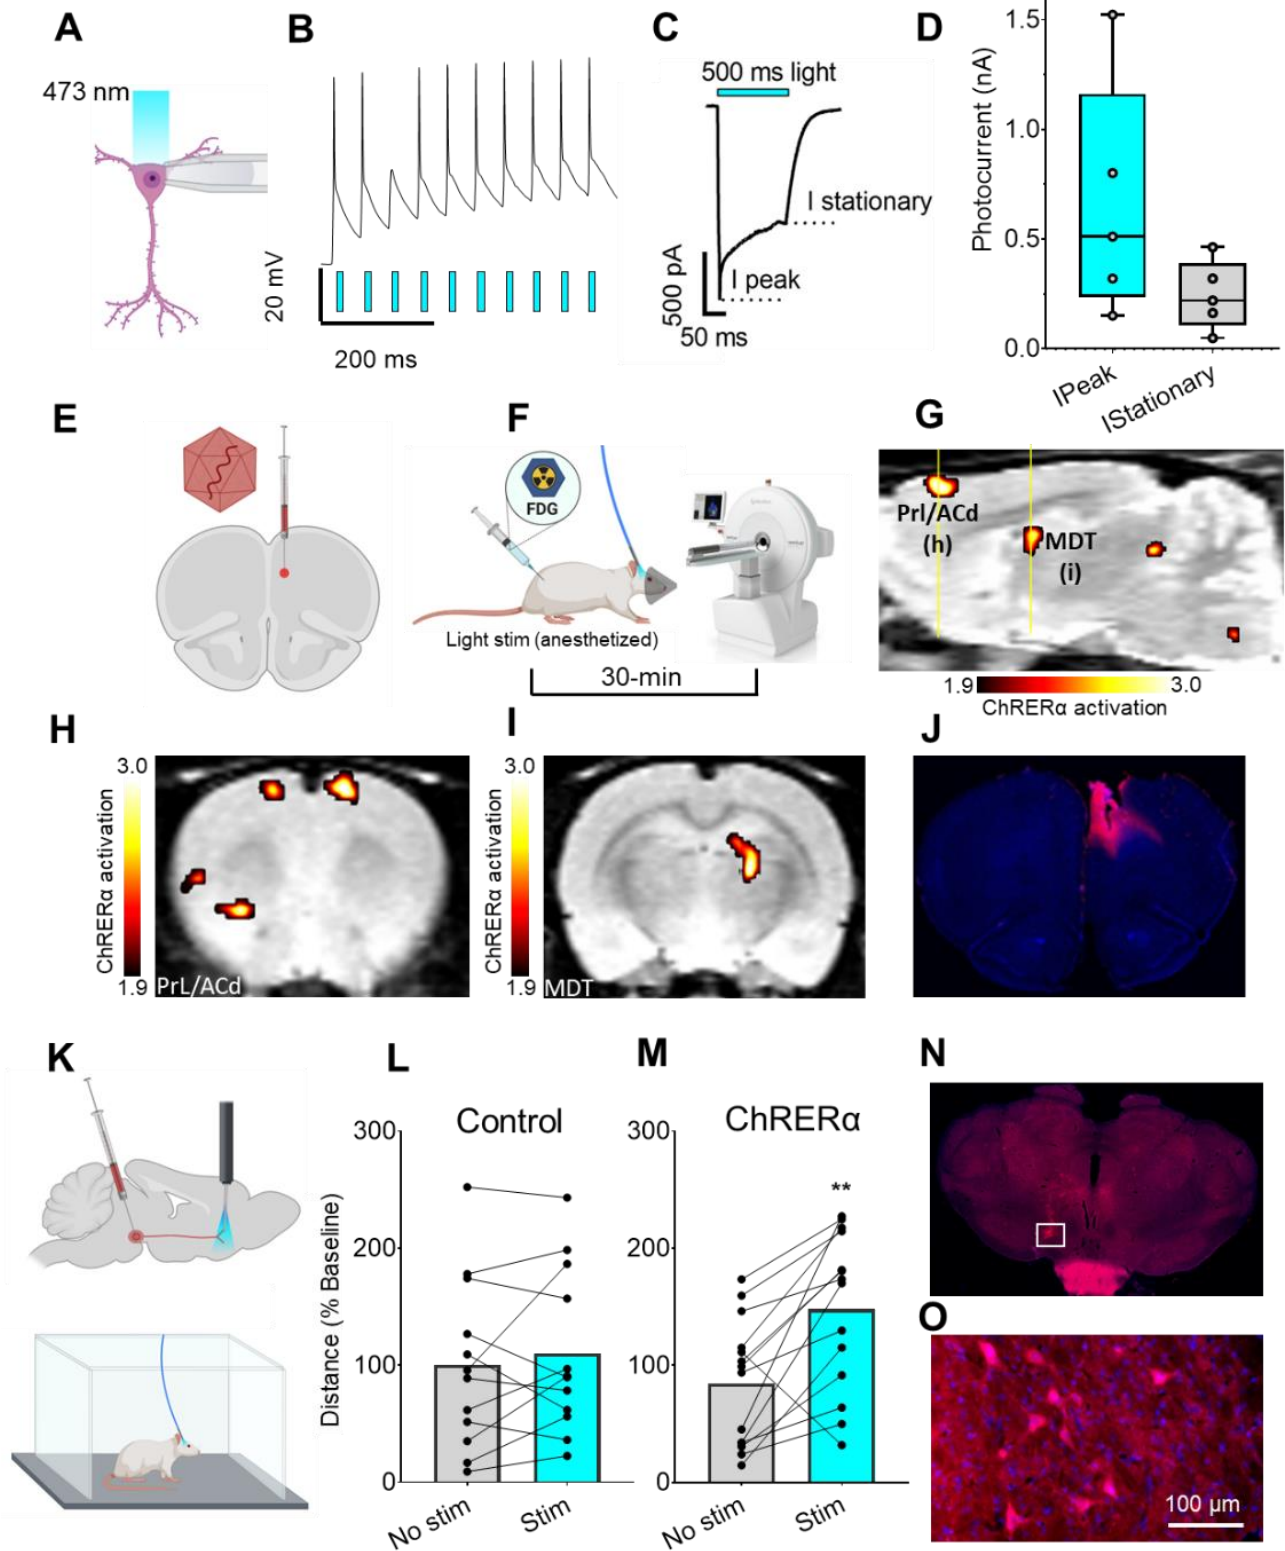 A
473 nm
B
20 mV
200 ms
C
500 ms light
I stationary
I peak
500 pA
50 ms
D
Photocurrent (nA)
1.5
1.0
0.5
0.0
IPeak
IStationary
E
F
FDG
Light stim (anesthetized)
30-min
G
Prl/ACd
(h)
MDT
(i)
1.9
3.0
ChRERα activation
H
3.0
ChRERα activation
1.9
PrL/ACd
I
3.0
ChRERα activation
1.9
MDT
J
K
L
Control
Distance (% Baseline)
300
200
100
0
No stim
Stim
M
ChRERα
300
200
100
0
**
No stim
Stim
N
O
100 µm